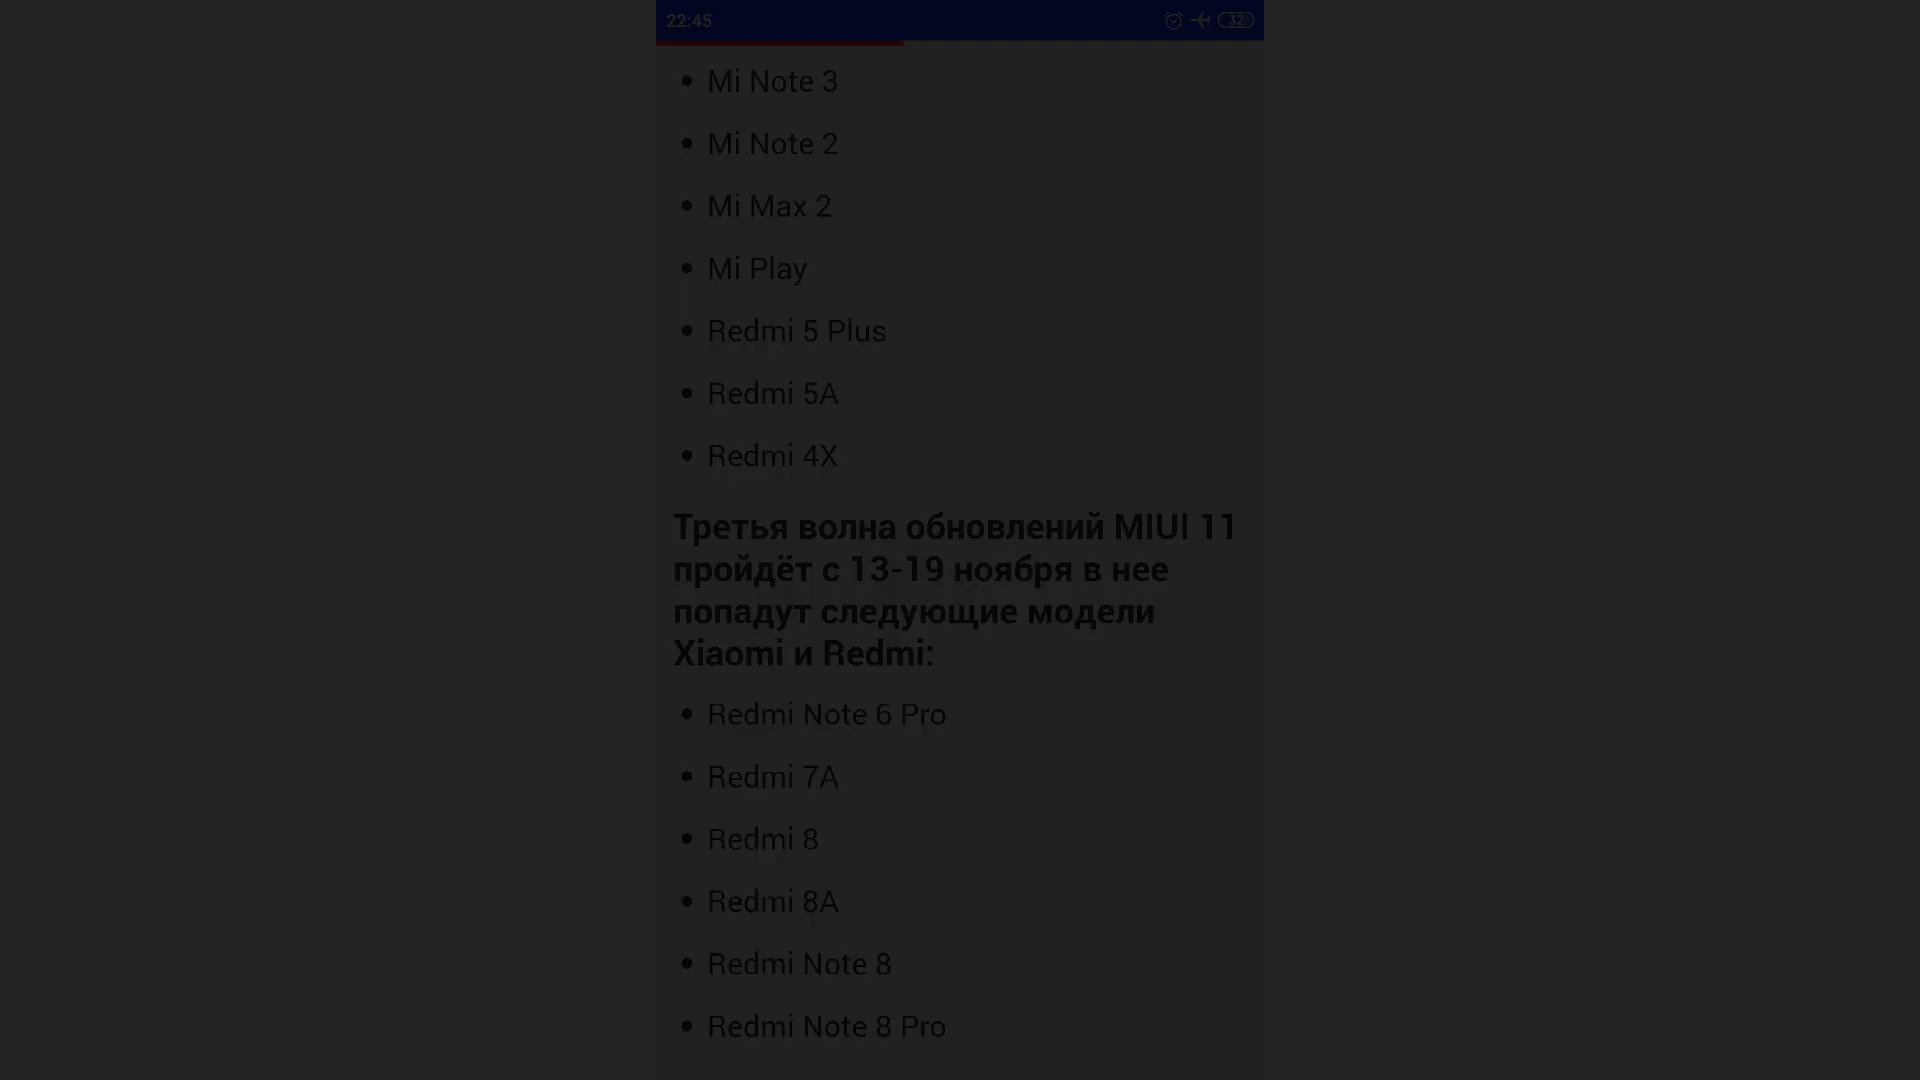 22:45 32
• Mi Note 3
• Mi Note 2
• Mi Max 2
• Mi Play
• Redmi 5 Plus
• Redmi 5A
• Redmi 4X
Третья волна обновлений MIUI 11
пройдёт с 13-19 ноября в нее
попадут следующие модели
Xiaomi и Redmi:
• Redmi Note 6 Pro
• Redmi 7A
• Redmi 8
• Redmi 8A
• Redmi Note 8
• Redmi Note 8 Pro